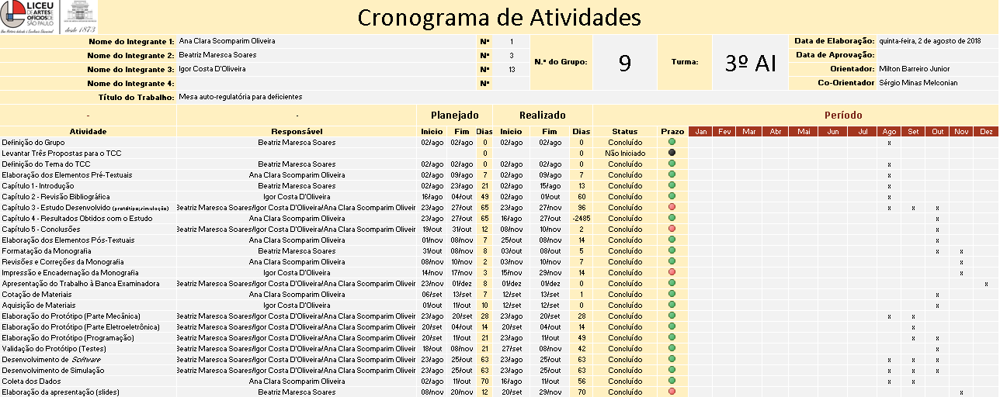 LICEU
DE ARTES
OFÍCIOS
DE SÃO PAULO
desde 1873
Cronograma de Atividades
Nome do Integrante 1: Ana Clara Scomparim Oliveira Nº 1
Nome do Integrante 2: Beatriz Maresca Soares Nº 3
Nome do Integrante 3: Igor Costa D'Oliveira Nº 13
Nome do Integrante 4: Nº
N.º do Grupo: 9 Turma: 3º AI
Data de Elaboração: quinta-feira, 2 de agosto de 2018
Data de Aprovação:
Orientador: Milton Barreiro Junior
Co-Orientador Sérgio Minas Melconian
Título do Trabalho: Mesa auto-regulatória para deficientes
- - Planejado Realizado Período
Atividade Responsável Inicio Fim Dias Inicio Fim Dias Status Prazo Jan Fev Mar Abr Mai Jun Jul Ago Set Out Nov Dez
Definição do Grupo Beatriz Maresca Soares 02/ago 02/ago 0 02/ago 02/ago 0 Concluído x
Levantar Três Propostas para o TCC 0 0 Não Iniciado
Definição do Tema do TCC Beatriz Maresca Soares 02/ago 02/ago 0 02/ago 02/ago 0 Concluído x
Elaboração dos Elementos Pré-Textuais Ana Clara Scomparim Oliveira 02/ago 09/ago 7 02/ago 09/ago 7 Concluído x
Capítulo 1 - Introdução Beatriz Maresca Soares 02/ago 23/ago 21 02/ago 15/ago 13 Concluído x
Capítulo 2 - Revisão Bibliográfica Igor Costa D'Oliveira 16/ago 04/out 49 02/ago 01/out 60 Concluído x
Capítulo 3 - Estudo Desenvolvido (protótipo;simulação) Beatriz Maresca Soares/Igor Costa D'Oliveira/Ana Clara Scomparim Oliveir 23/ago 27/out 65 23/ago 27/nov 96 Concluído x x x
Capítulo 4 - Resultados Obtidos com o Estudo Ana Clara Scomparim Oliveira 23/ago 27/out 65 16/ago 27/out -2485 Concluído x
Capítulo 5 - Conclusões Beatriz Maresca Soares/Igor Costa D'Oliveira/Ana Clara Scomparim Oliveir 19/out 31/out 12 08/nov 10/nov 2 Concluído x
Elaboração dos Elementos Pós-Textuais Ana Clara Scomparim Oliveira 01/nov 08/nov 7 25/out 08/nov 14 Concluído x
Formatação da Monografia Beatriz Maresca Soares 31/out 08/nov 8 03/out 08/out 5 Concluído x x
Revisões e Correções da Monografia Ana Clara Scomparim Oliveira 08/nov 10/nov 2 03/nov 10/nov 7 Concluído x
Impressão e Encadernação da Monografia Igor Costa D'Oliveira 14/nov 17/nov 3 15/nov 29/nov 14 Concluído x
Apresentação do Trabalho à Banca Examinadora Beatriz Maresca Soares/Igor Costa D'Oliveira/Ana Clara Scomparim Oliveir 23/nov 01/dez 8 01/dez 01/dez 0 Concluído x
Cotação de Materiais Ana Clara Scomparim Oliveira 06/set 13/set 7 12/set 13/set 1 Concluído x
Aquisição de Materiais Igor Costa D'Oliveira 01/out 11/out 10 12/set 12/set 0 Concluído x
Elaboração do Protótipo (Parte Mecânica) Beatriz Maresca Soares/Igor Costa D'Oliveira/Ana Clara Scomparim Oliveir 23/ago 20/set 28 23/ago 20/set 28 Concluído x x
Elaboração do Protótipo (Parte Eletroeletrônica) Beatriz Maresca Soares/Igor Costa D'Oliveira/Ana Clara Scomparim Oliveir 20/set 04/out 14 20/set 04/out 14 Concluído x
Elaboração do Protótipo (Programação) Beatriz Maresca Soares/Igor Costa D'Oliveira/Ana Clara Scomparim Oliveir 20/set 11/out 21 23/ago 11/out 49 Concluído x x
Validação do Protótipo (Testes) Beatriz Maresca Soares/Igor Costa D'Oliveira/Ana Clara Scomparim Oliveir 18/out 08/nov 21 27/set 08/nov 42 Concluído x
Desenvolvimento de Software Beatriz Maresca Soares/Igor Costa D'Oliveira/Ana Clara Scomparim Oliveir 23/ago 25/out 63 23/ago 25/out 63 Concluído x x x
Desenvolvimento de Simulação Beatriz Maresca Soares/Igor Costa D'Oliveira/Ana Clara Scomparim Oliveir 23/ago 25/out 63 23/ago 25/out 63 Concluído x x x
Coleta dos Dados Ana Clara Scomparim Oliveira 02/ago 11/out 70 16/ago 11/out 56 Concluído x x
Elaboração da apresentação (slides) Beatriz Maresca Soares 08/nov 20/nov 12 20/set 29/nov 70 Concluído x